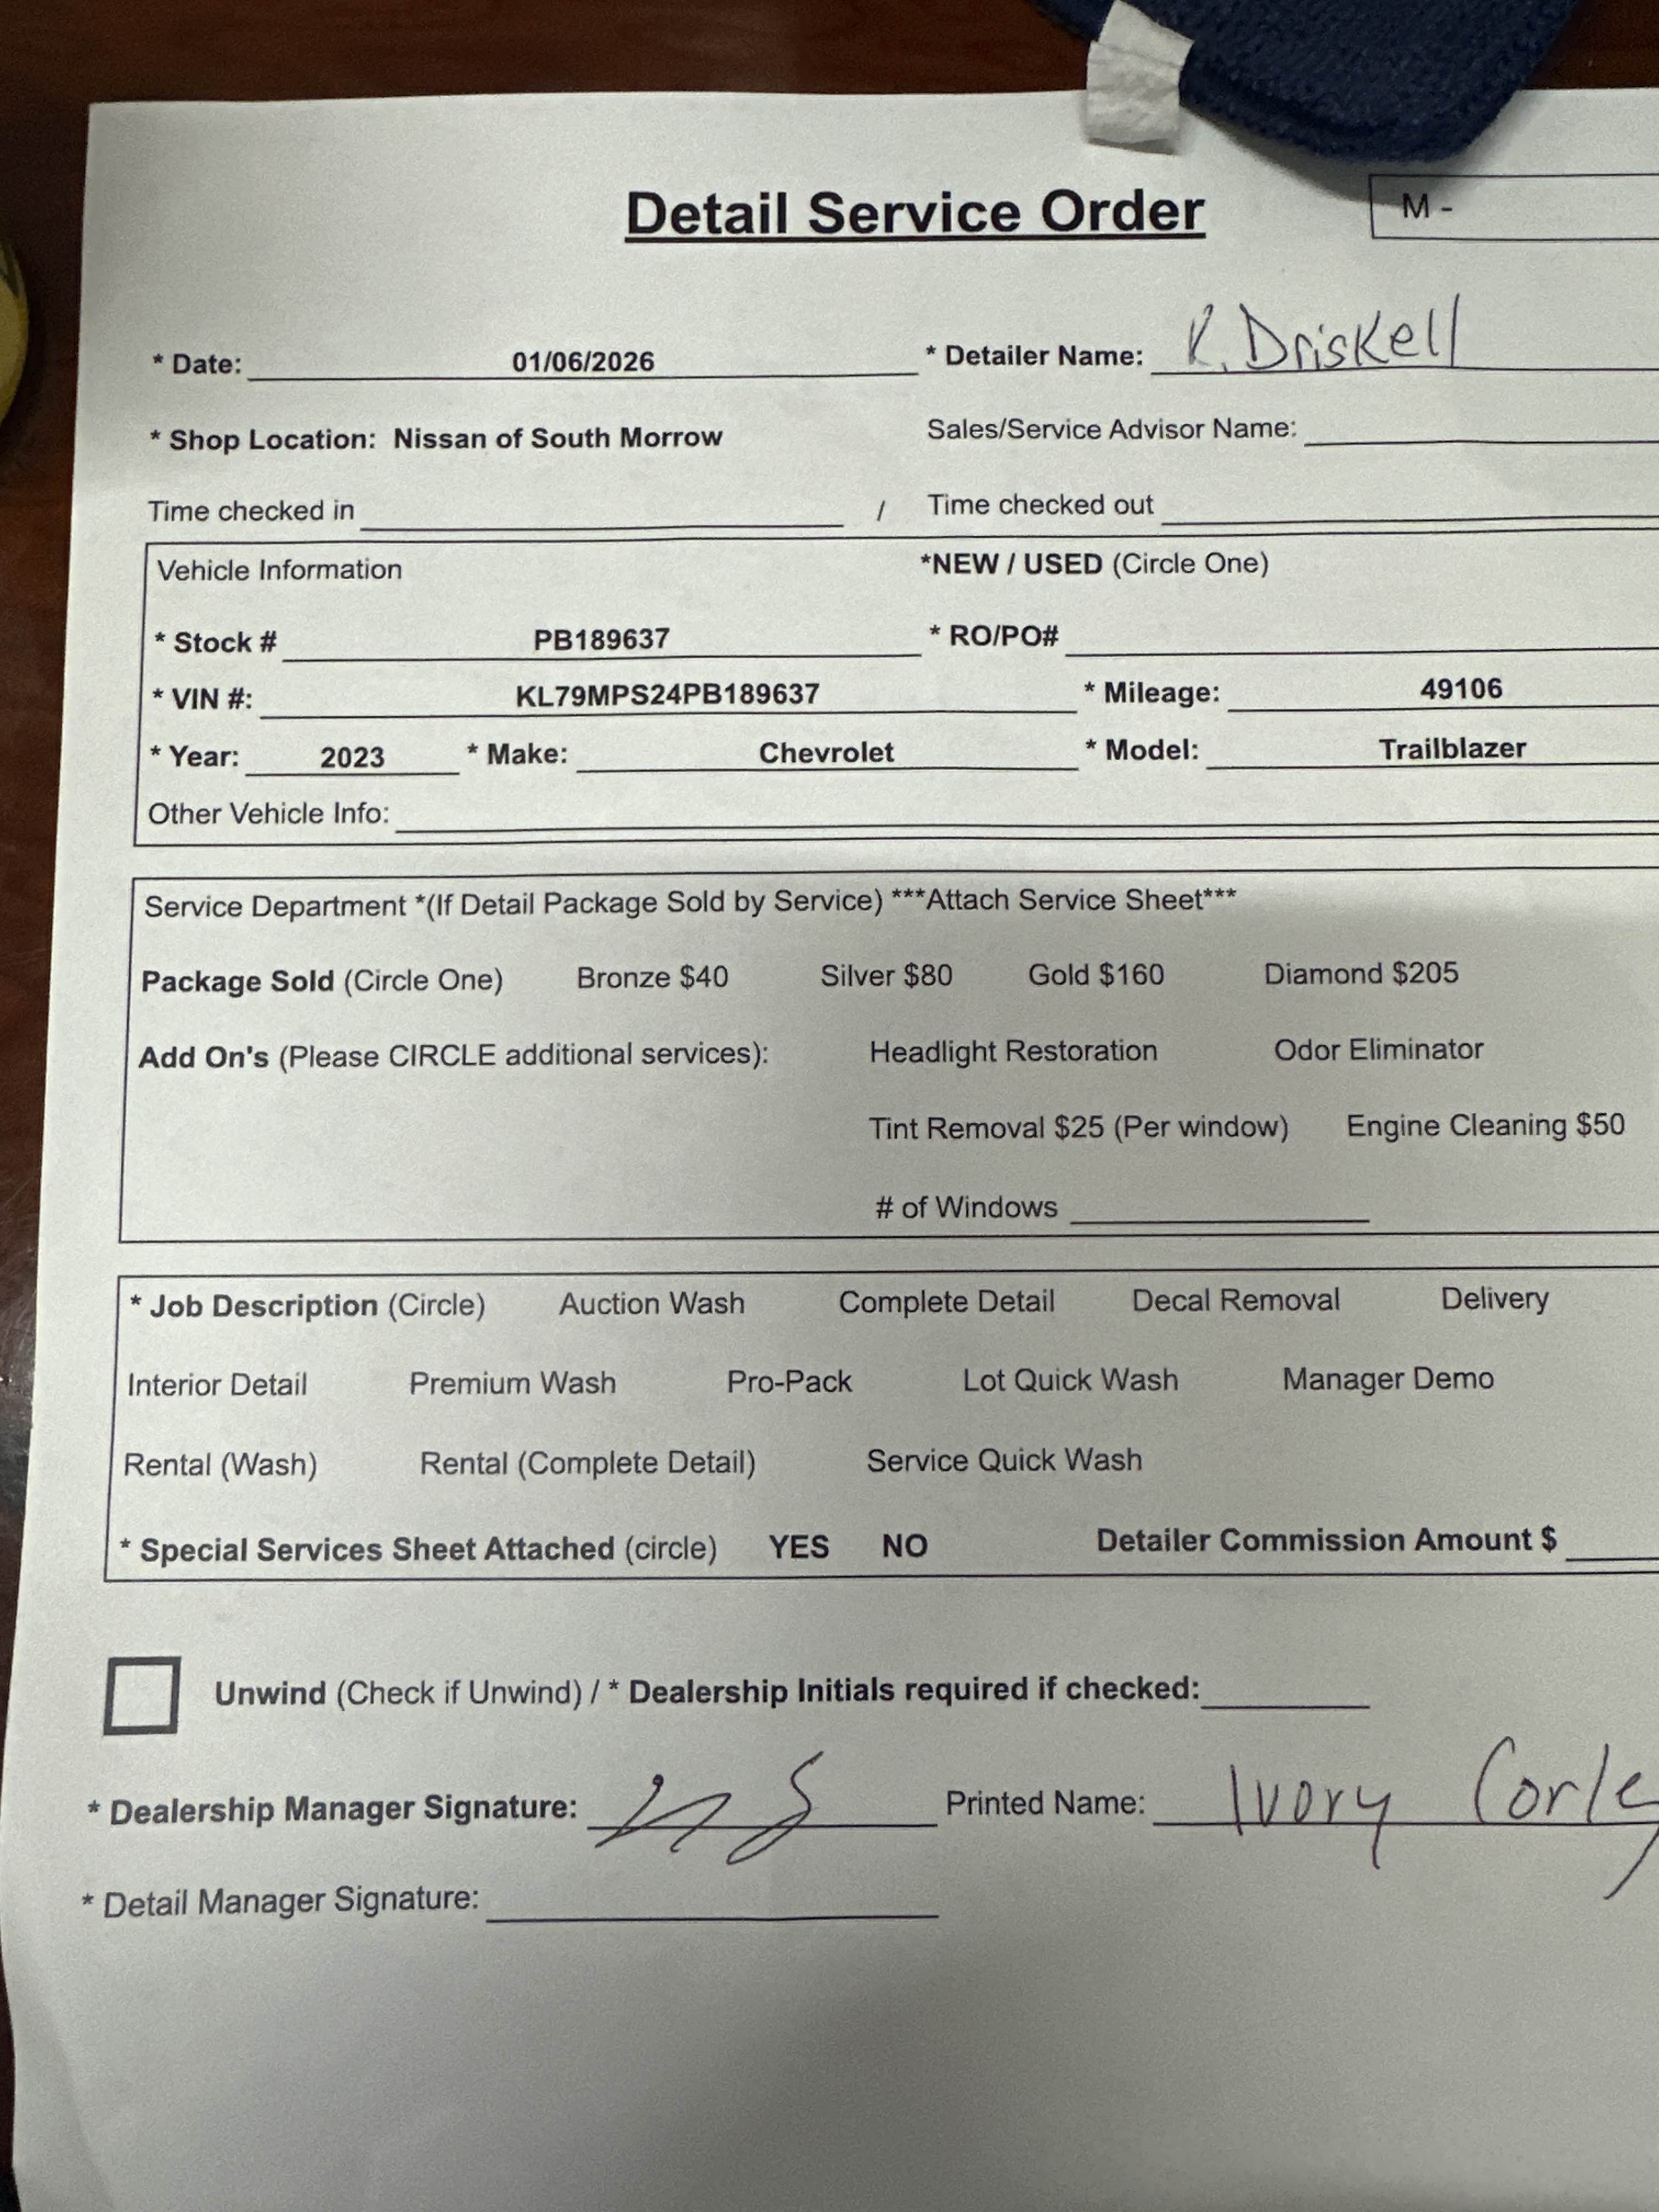 Detail Service Order
M -
* Date: 01/06/2026 * Detailer Name: K. Driskell
* Shop Location: Nissan of South Morrow Sales/Service Advisor Name:
Time checked in / Time checked out
Vehicle Information *NEW / USED (Circle One)
* Stock # PB189637 * RO/PO#
* VIN #: KL79MPS24PB189637 * Mileage: 49106
* Year: 2023 * Make: Chevrolet * Model: Trailblazer
Other Vehicle Info:
Service Department *(If Detail Package Sold by Service) ***Attach Service Sheet***
Package Sold (Circle One) Bronze $40 Silver $80 Gold $160 Diamond $205
Add On's (Please CIRCLE additional services): Headlight Restoration Odor Eliminator
Tint Removal $25 (Per window) Engine Cleaning $50
# of Windows
* Job Description (Circle) Auction Wash Complete Detail Decal Removal Delivery
Interior Detail Premium Wash Pro-Pack Lot Quick Wash Manager Demo
Rental (Wash) Rental (Complete Detail) Service Quick Wash
* Special Services Sheet Attached (circle) YES NO Detailer Commission Amount $
Unwind (Check if Unwind) / * Dealership Initials required if checked:
* Dealership Manager Signature: Printed Name: Ivory Corley
* Detail Manager Signature: